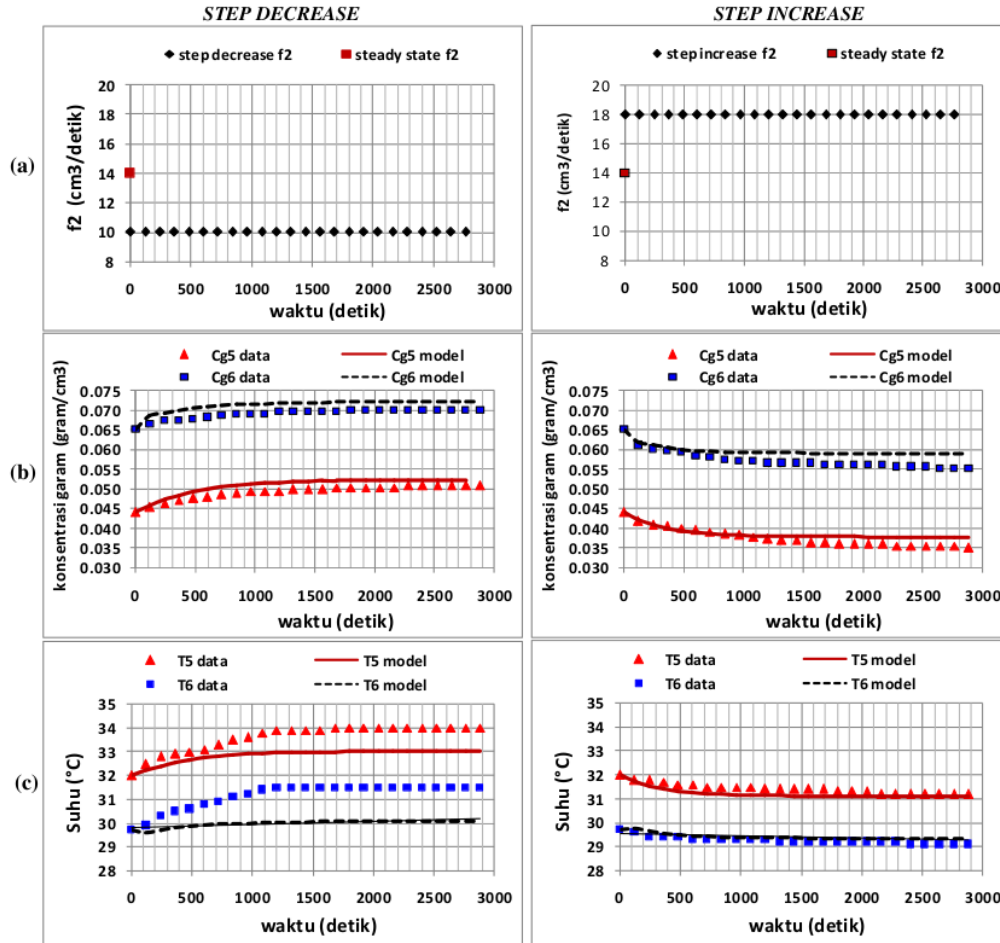 STEP DECREASE
STEP INCREASE
(a)
step decrease f2
steady state f2
f2 (cm3/detik)
20
18
16
14
12
10
8
0 500 1000 1500 2000 2500 3000
waktu (detik)
step increase f2
steady state f2
f2 (cm3/detik)
20
18
16
14
12
10
8
0 500 1000 1500 2000 2500 3000
waktu (detik)
(b)
Cg5 data
Cg5 model
Cg6 data
Cg6 model
konsentrasi garam (gram/cm3)
0.075
0.070
0.065
0.060
0.055
0.050
0.045
0.040
0.035
0.030
0 500 1000 1500 2000 2500 3000
waktu (detik)
Cg5 data
Cg5 model
Cg6 data
Cg6 model
konsentrasi garam (gram/cm3)
0.075
0.070
0.065
0.060
0.055
0.050
0.045
0.040
0.035
0.030
0 500 1000 1500 2000 2500 3000
waktu (detik)
(c)
T5 data
T5 model
T6 data
T6 model
Suhu (°C)
35
34
33
32
31
30
29
28
0 500 1000 1500 2000 2500 3000
waktu (detik)
T5 data
T5 model
T6 data
T6 model
Suhu (°C)
35
34
33
32
31
30
29
28
0 500 1000 1500 2000 2500 3000
waktu (detik)